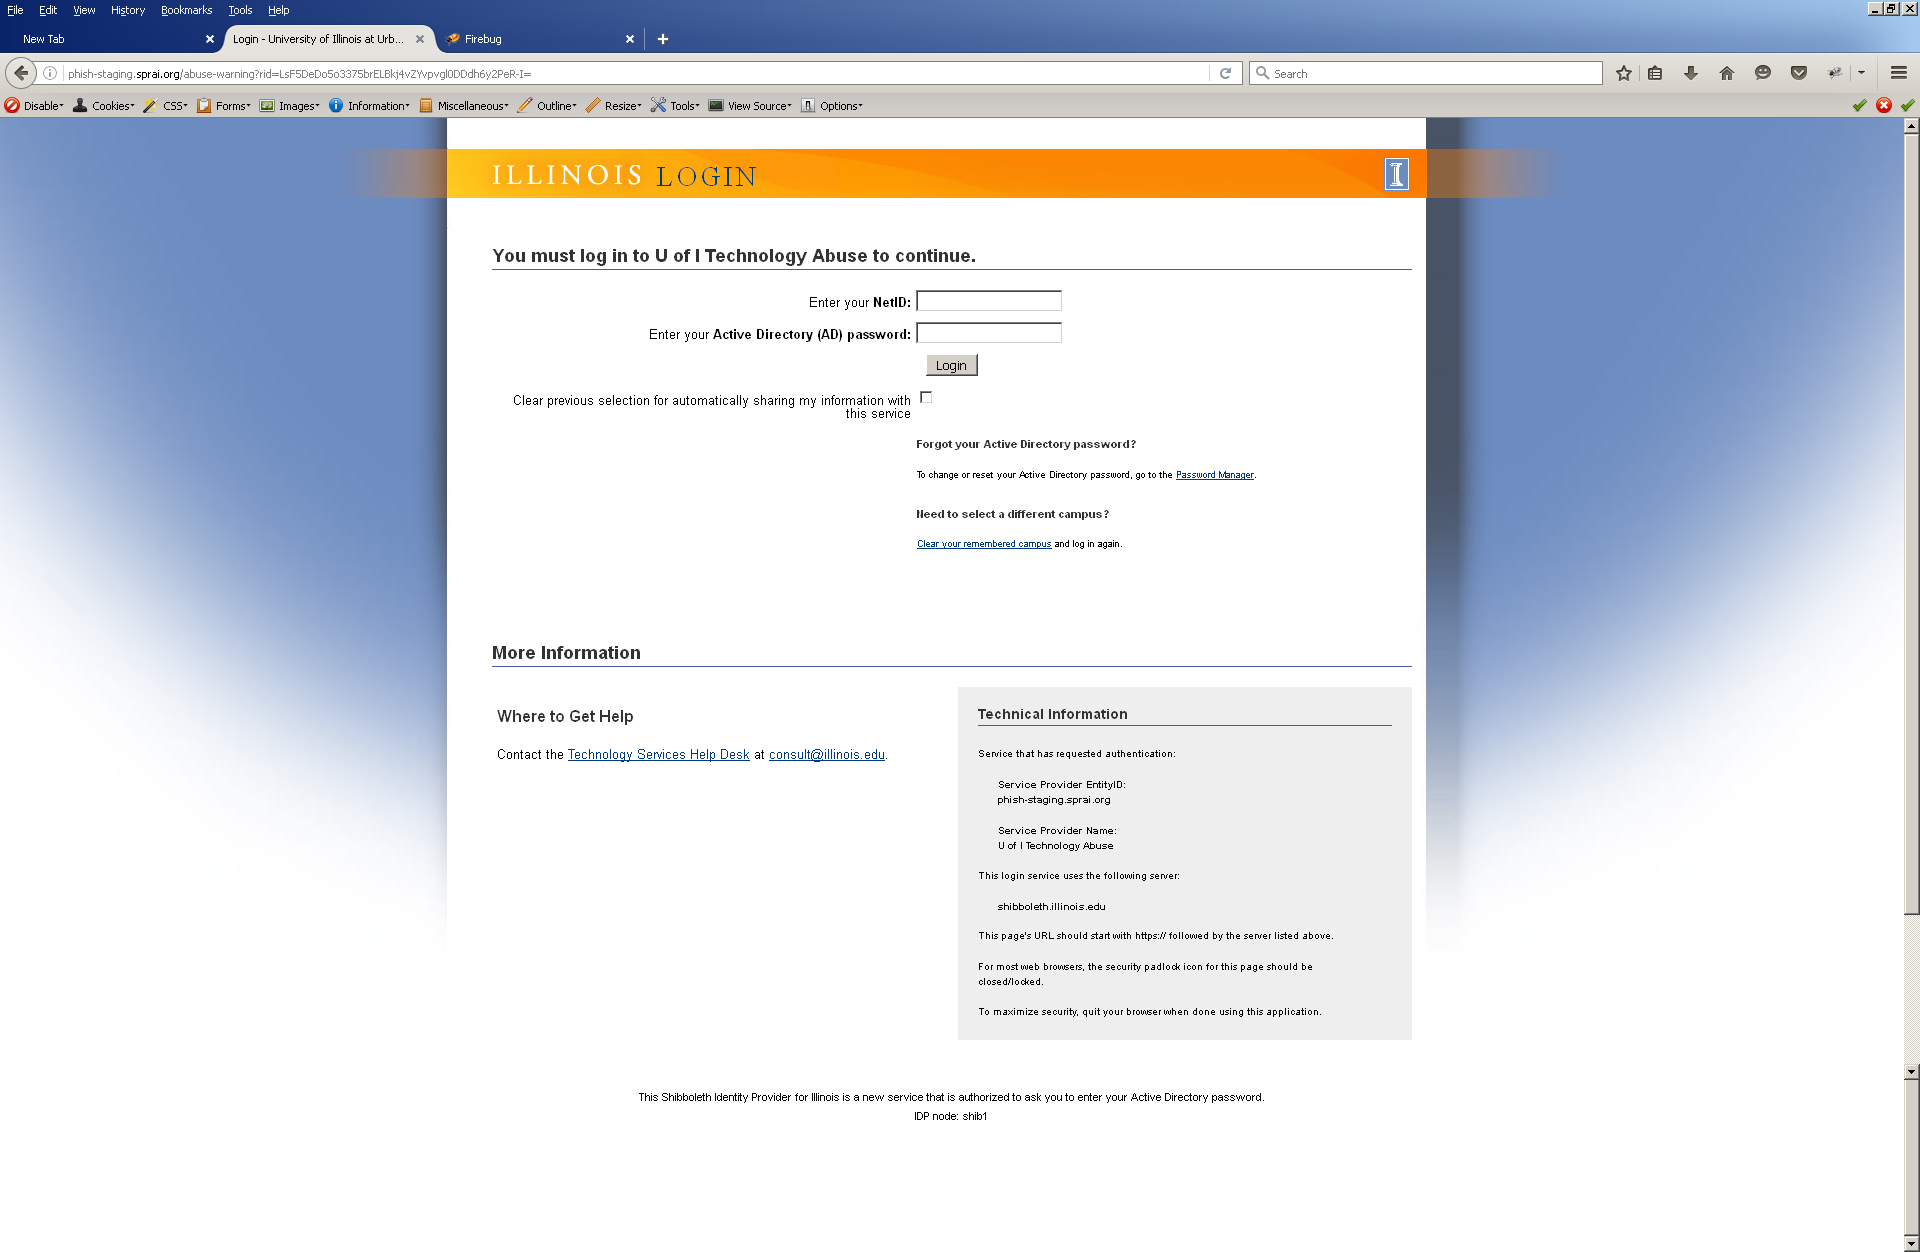 File Edit View History Bookmarks Tools Help
New Tab
Login - University of Illinois at Urb...
Firebug
phish-staging.sprai.org/abuse-warning?rid=LsF5DeDo5o3375brELBkj4vZYvpvgl0DDdh6y2PeR-I=
Search
Disable Cookies CSS Forms Images Information Miscellaneous Outline Resize Tools View Source Options
ILLINOIS LOGIN
I
You must log in to U of I Technology Abuse to continue.
Enter your NetID:
Enter your Active Directory (AD) password:
Login
Clear previous selection for automatically sharing my information with
this service
Forgot your Active Directory password?
To change or reset your Active Directory password, go to the Password Manager.
Need to select a different campus?
Clear your remembered campus and log in again.
More Information
Where to Get Help
Contact the Technology Services Help Desk at consult@illinois.edu.
Technical Information
Service that has requested authentication:
Service Provider EntityID:
phish-staging.sprai.org
Service Provider Name:
U of I Technology Abuse
This login service uses the following server:
shibboleth.illinois.edu
This page's URL should start with https:// followed by the server listed above.
For most web browsers, the security padlock icon for this page should be
closed/locked.
To maximize security, quit your browser when done using this application.
This Shibboleth Identity Provider for Illinois is a new service that is authorized to ask you to enter your Active Directory password.
IDP node: shib1